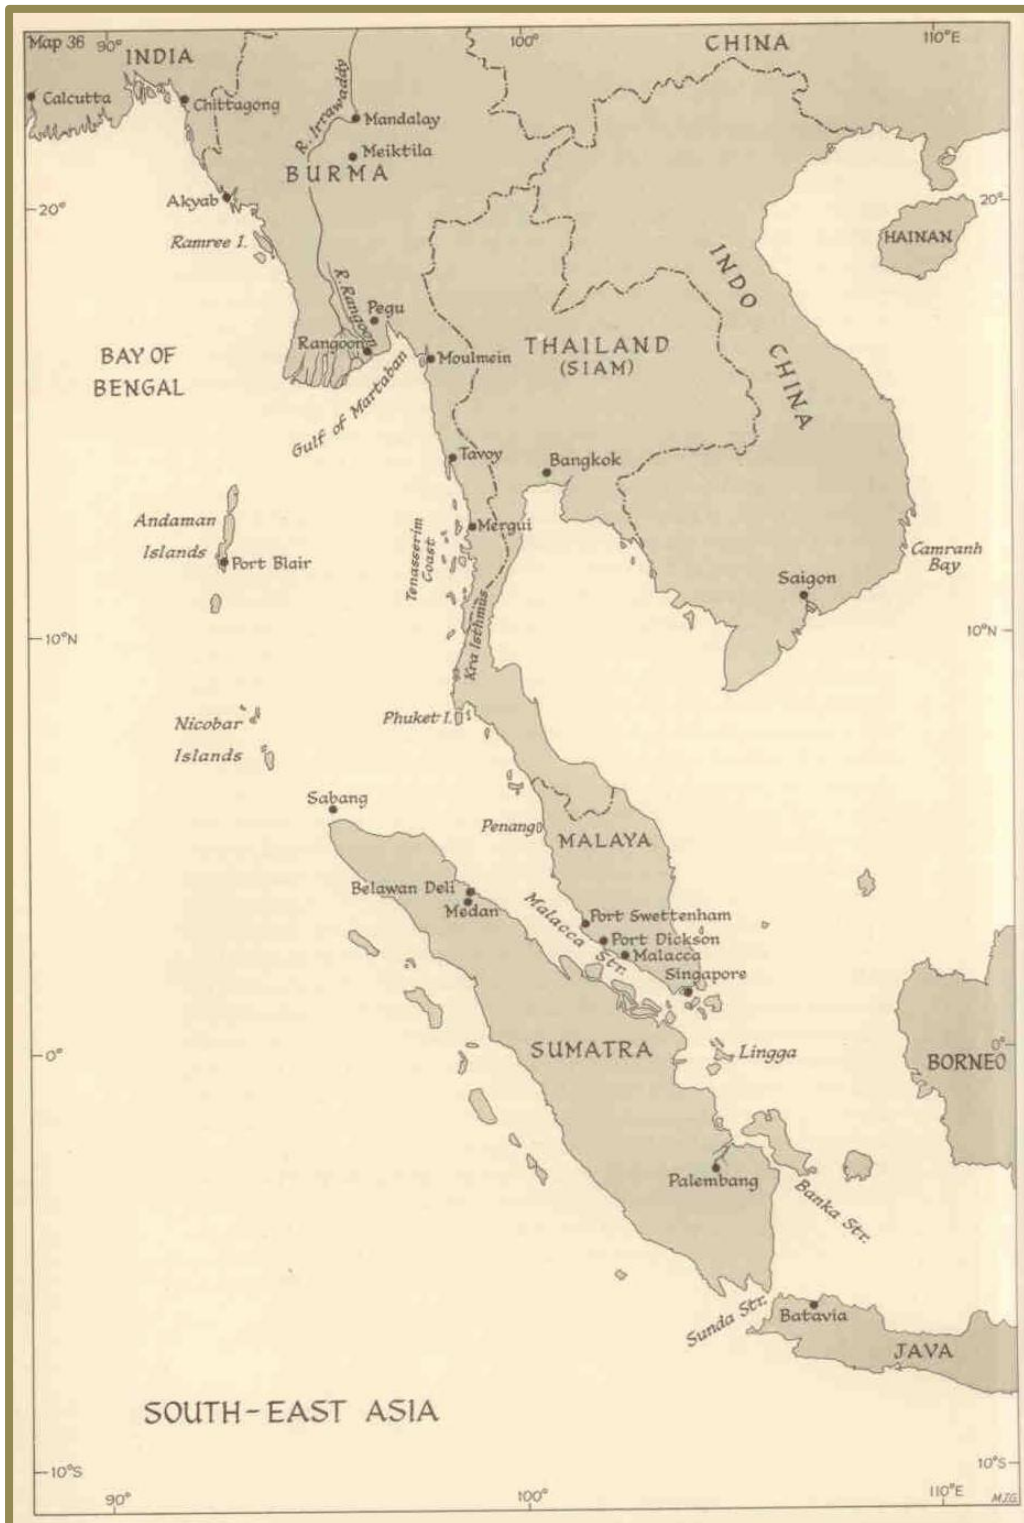 Map 36
90°
100°
110°E
INDIA
CHINA
Calcutta
Chittagong
R. Irrawaddy
Mandalay
Meiktila
BURMA
Akyab
20°
20°
Ramree I.
HAINAN
INDO
CHINA
R. Rangoon
Pegu
Rangoon
Moulmein
THAILAND
(SIAM)
BAY OF
BENGAL
Gulf of Martaban
Tavoy
Bangkok
Andaman
Islands
Port Blair
Mergui
Tenasserim
Coast
Camranh
Bay
Saigon
Kra Isthmus
10°N
10°N
Phuket I.
Nicobar
Islands
Sabang
Penang
MALAYA
Belawan Deli
Medan
Malacca
Str.
Port Swettenham
Port Dickson
Malacca
Singapore
SUMATRA
Lingga
0°
0°
BORNEO
Palembang
Banka Str.
Sunda Str.
Batavia
JAVA
SOUTH-EAST ASIA
10°S
10°S
90°
100°
110°E
M.J.G.